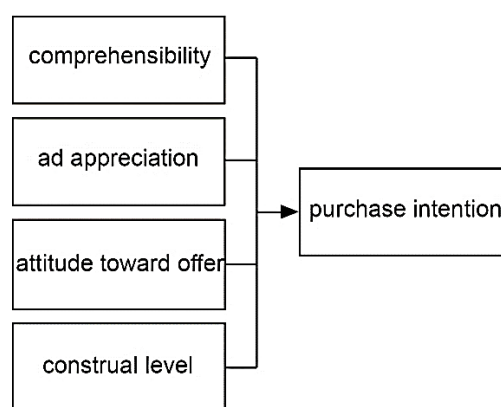 comprehensibility
ad appreciation
purchase intention
attitude toward offer
construal level